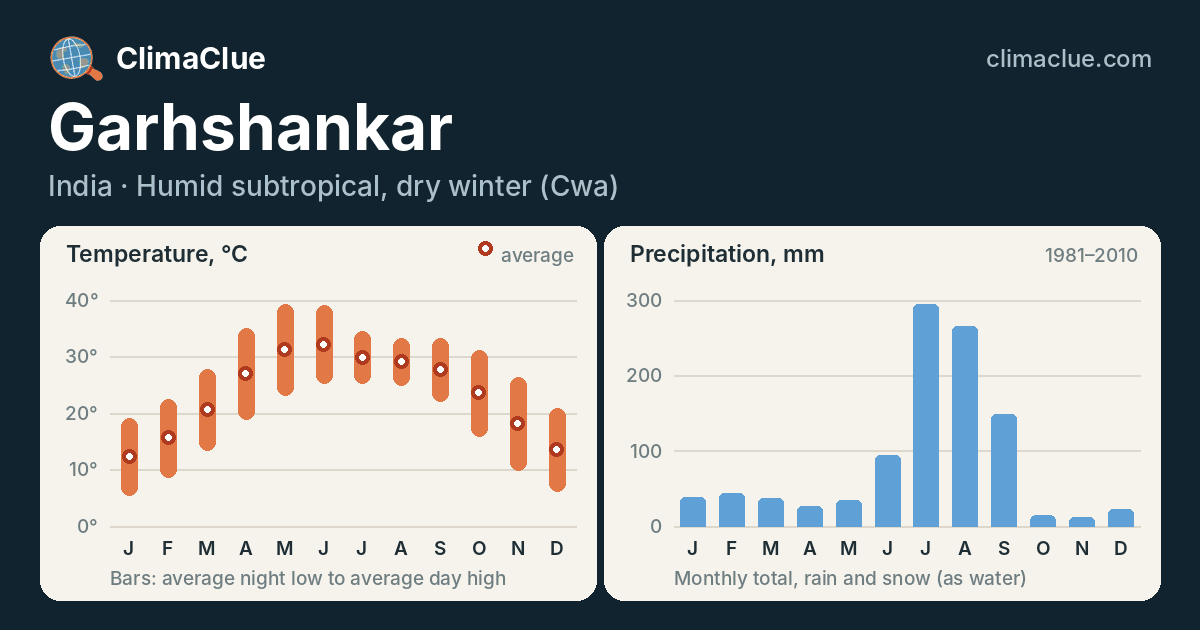 ClimaClue
climaclue.com
Garhshankar
India · Humid subtropical, dry winter (Cwa)
Temperature, °C
average
40°
30°
20°
10°
0°
J F M A M J J A S O N D
Bars: average night low to average day high
Precipitation, mm
1981–2010
300
200
100
0
J F M A M J J A S O N D
Monthly total, rain and snow (as water)